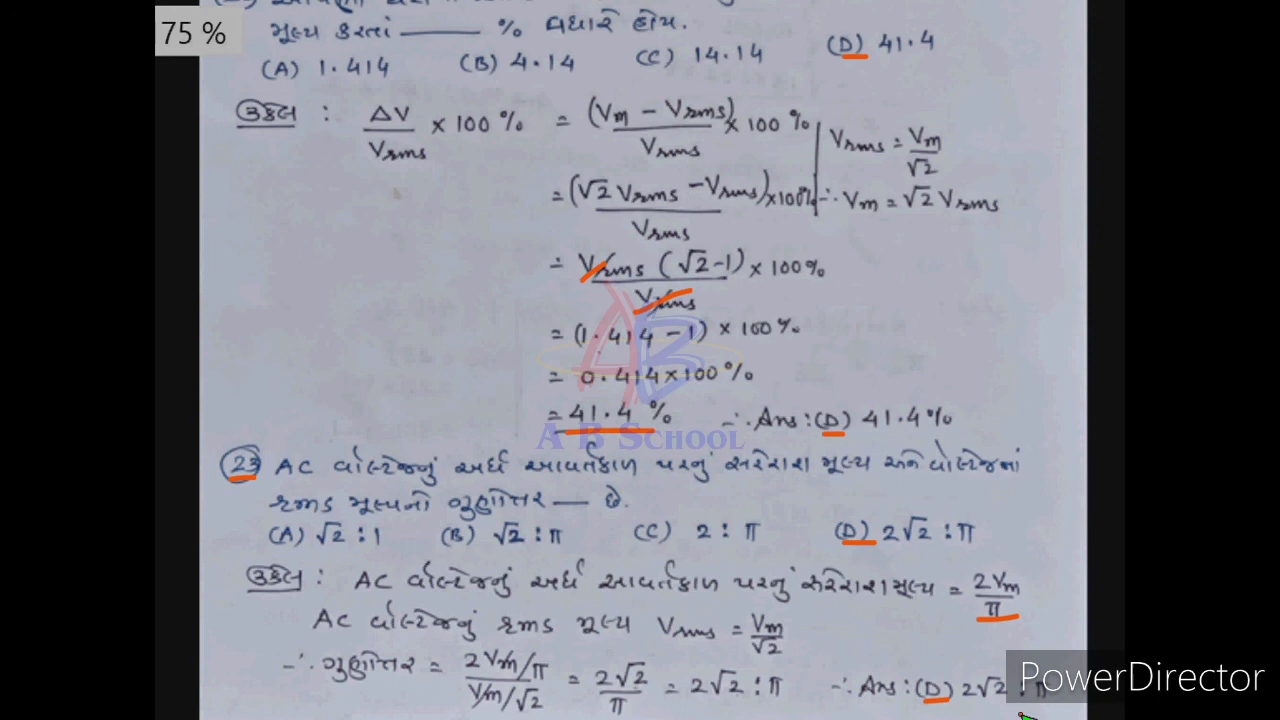 75 %
મૂલ્ય કરતાં ——— % વધારે હોય.
(A) 1.414 (B) 4.14 (C) 14.14 (D) 41.4
ઉકેલ : ΔV/Vrms × 100 % = (Vm − Vrms)/Vrms × 100 % | Vrms = Vm/√2
= (√2 Vrms − Vrms)/Vrms × 100% ∴ Vm = √2 Vrms
= Vrms (√2 − 1)/Vrms × 100%
= (1.414 − 1) × 100%
= 0.414 × 100 %
= 41.4 % ∴ Ans : (D) 41.4%
A B SCHOOL
23 AC વોલ્ટેજનું અર્ધ આવર્તકાળ પરનું સરેરાશ મૂલ્ય અને વોલ્ટેજનાં
rms મૂલ્યનો ગુણોત્તર —— છે.
(A) √2 : 1 (B) √2 : π (C) 2 : π (D) 2√2 : π
ઉકેલ : AC વોલ્ટેજનું અર્ધ આવર્તકાળ પરનું સરેરાશ મૂલ્ય = 2Vm/π
AC વોલ્ટેજનું rms મૂલ્ય Vrms = Vm/√2
∴ ગુણોત્તર = (2Vm/π)/(Vm/√2) = 2√2/π = 2√2 : π ∴ Ans : (D) 2√2 : π
PowerDirector